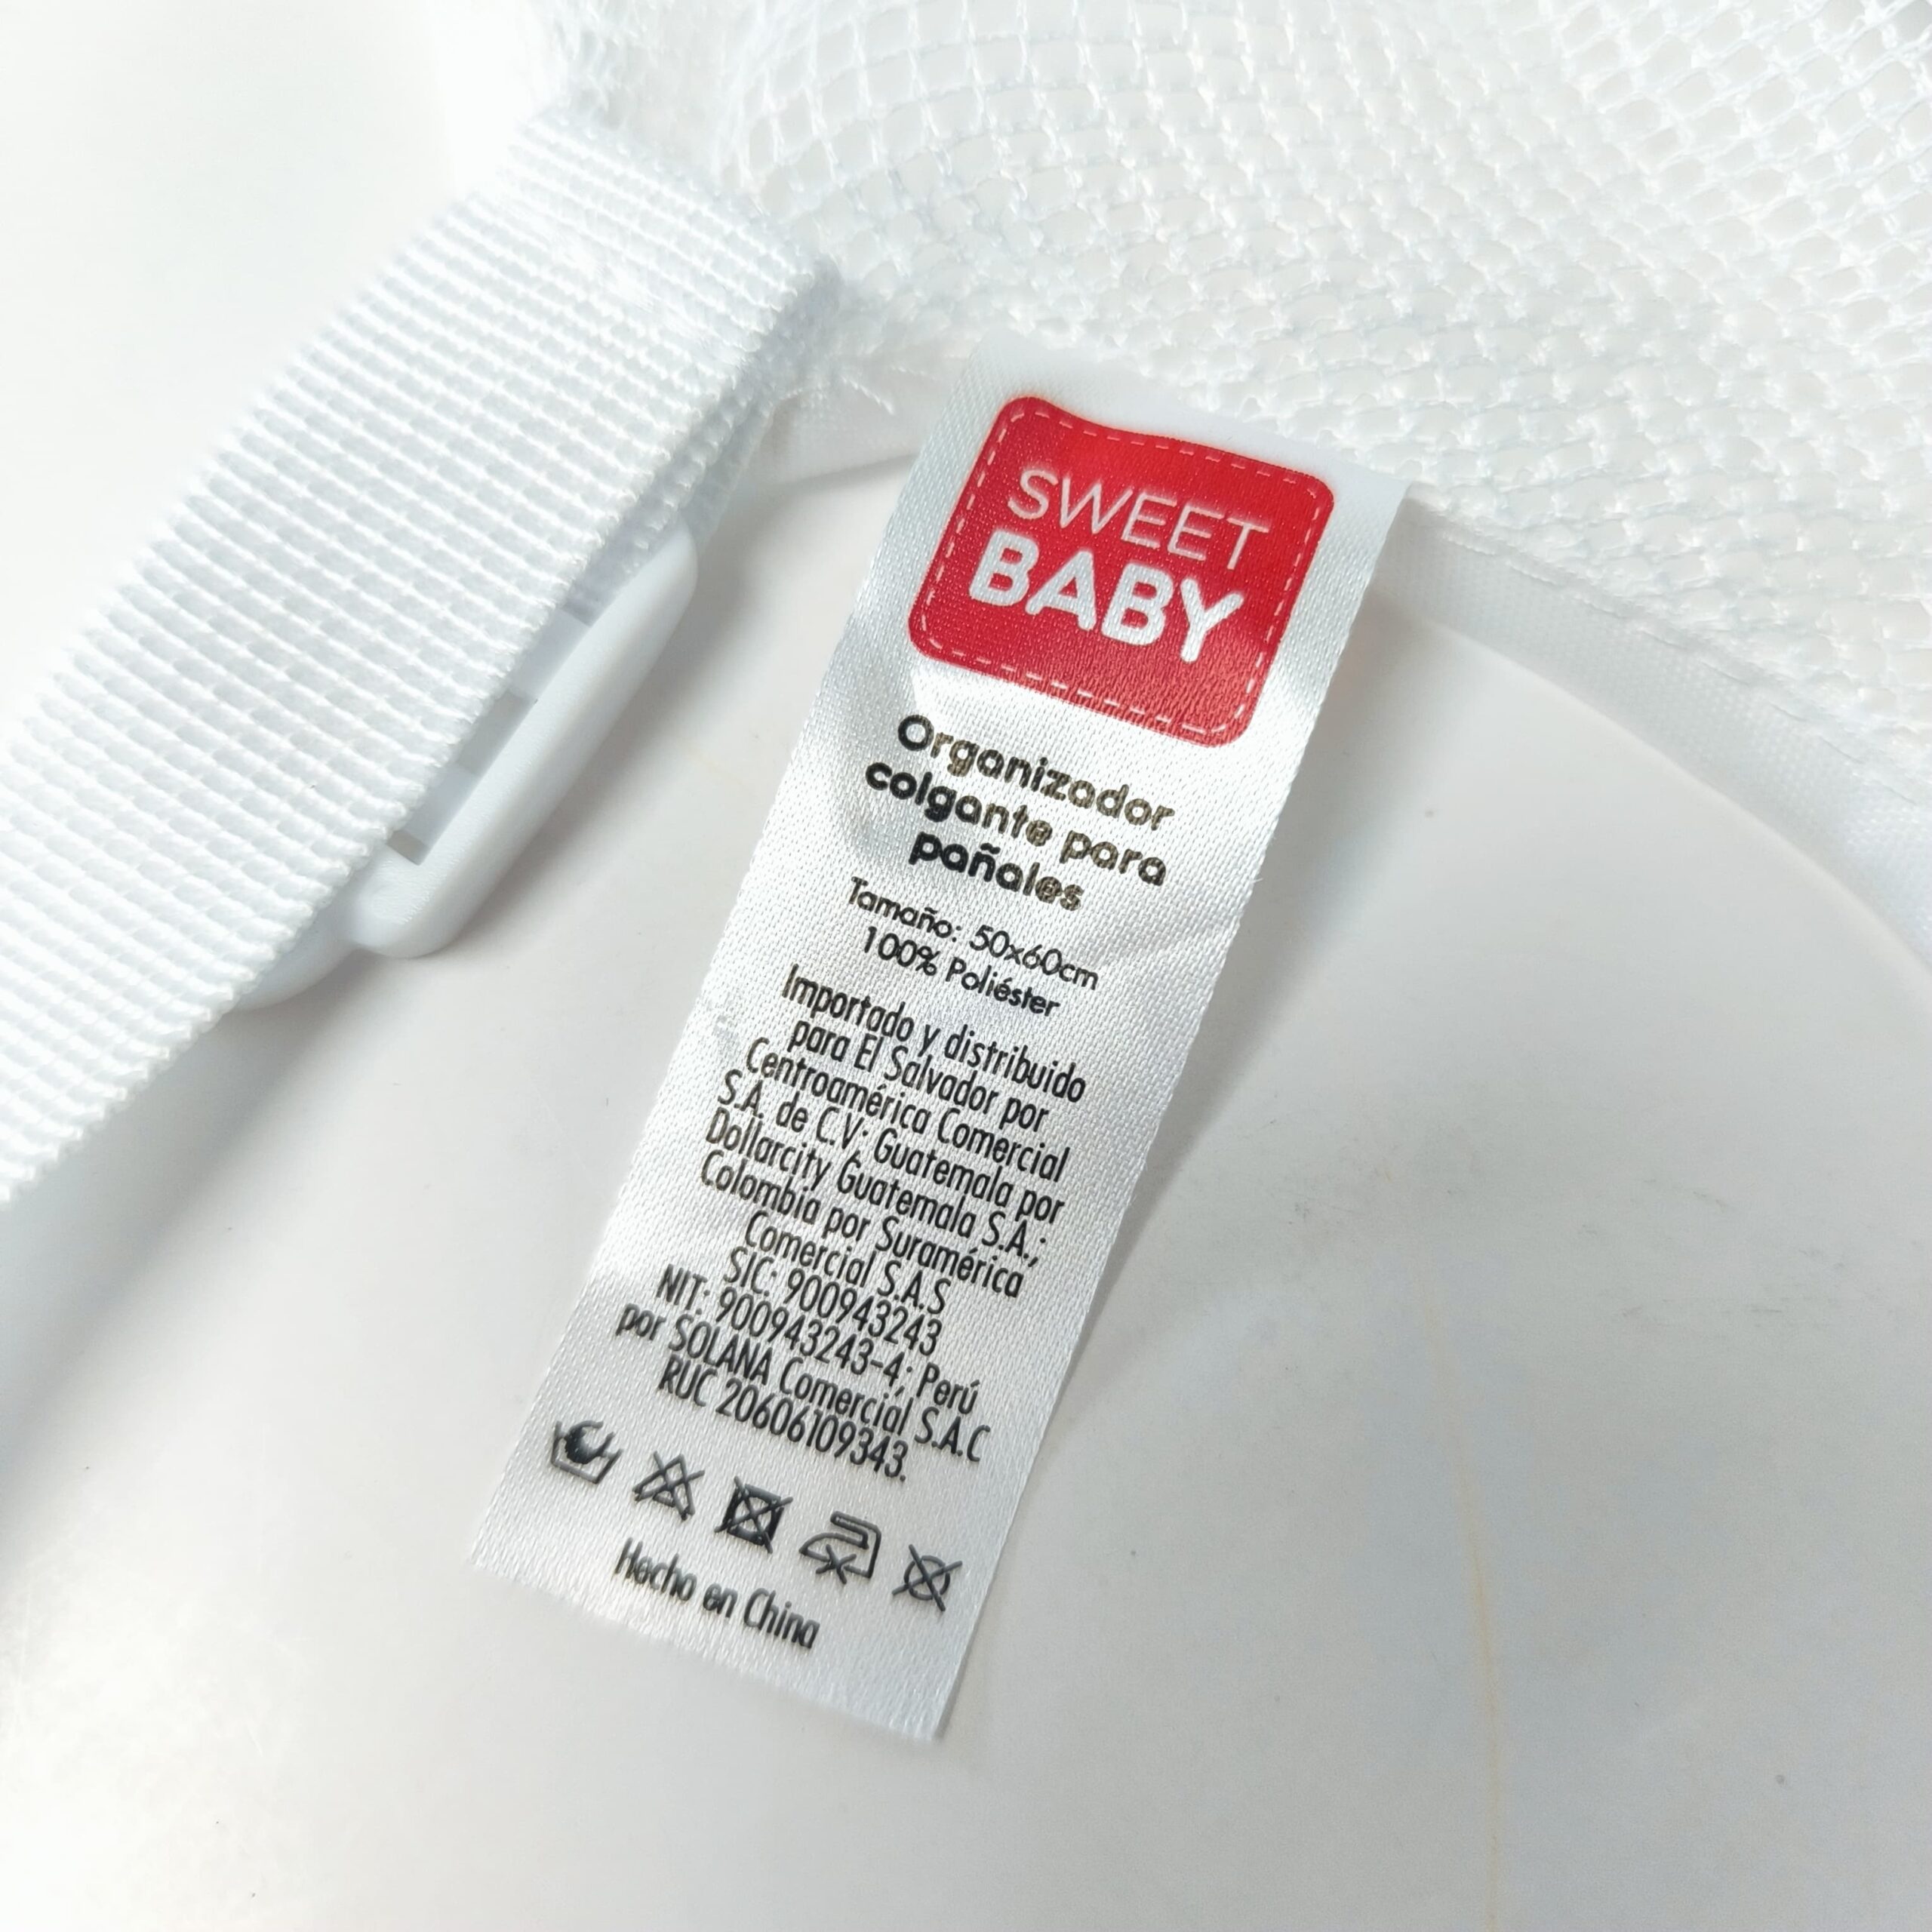 SWEET
BABY
Organizador
colgante para
pañales
Tamaño: 50x60cm
100% Poliéster
Importado y distribuido
para El Salvador por
Centroamérica Comercial
S.A. de C.V; Guatemala por
Dollarcity Guatemala S.A.;
Colombia por Suramérica
Comercial S.A.S
SIC: 900943243
NIT: 900943243-4; Perú
por SOLANA Comercial S.A.C
RUC 20606109343.
Hecho en China